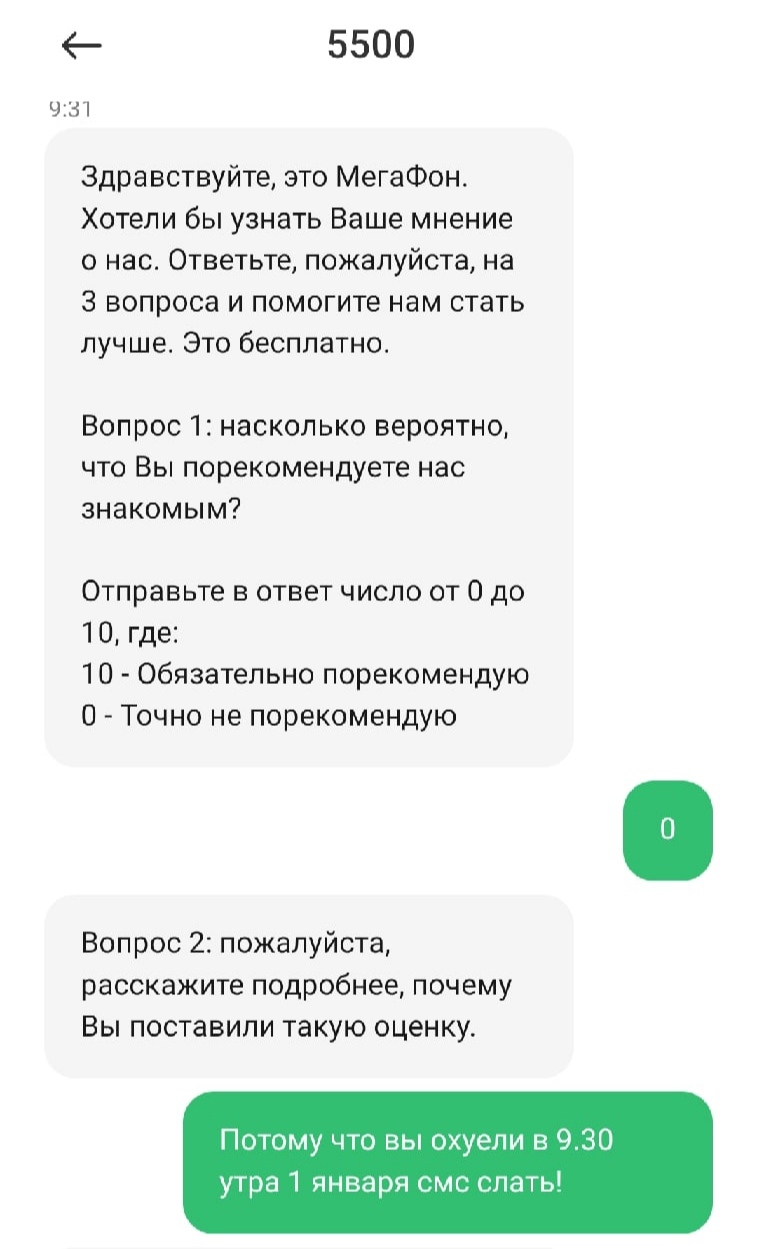 5500
9:31
Здравствуйте, это МегаФон.
Хотели бы узнать Ваше мнение
о нас. Ответьте, пожалуйста, на
3 вопроса и помогите нам стать
лучше. Это бесплатно.
Вопрос 1: насколько вероятно,
что Вы порекомендуете нас
знакомым?
Отправьте в ответ число от 0 до
10, где:
10 - Обязательно порекомендую
0 - Точно не порекомендую
0
Вопрос 2: пожалуйста,
расскажите подробнее, почему
Вы поставили такую оценку.
Потому что вы охуели в 9.30
утра 1 января смс слать!